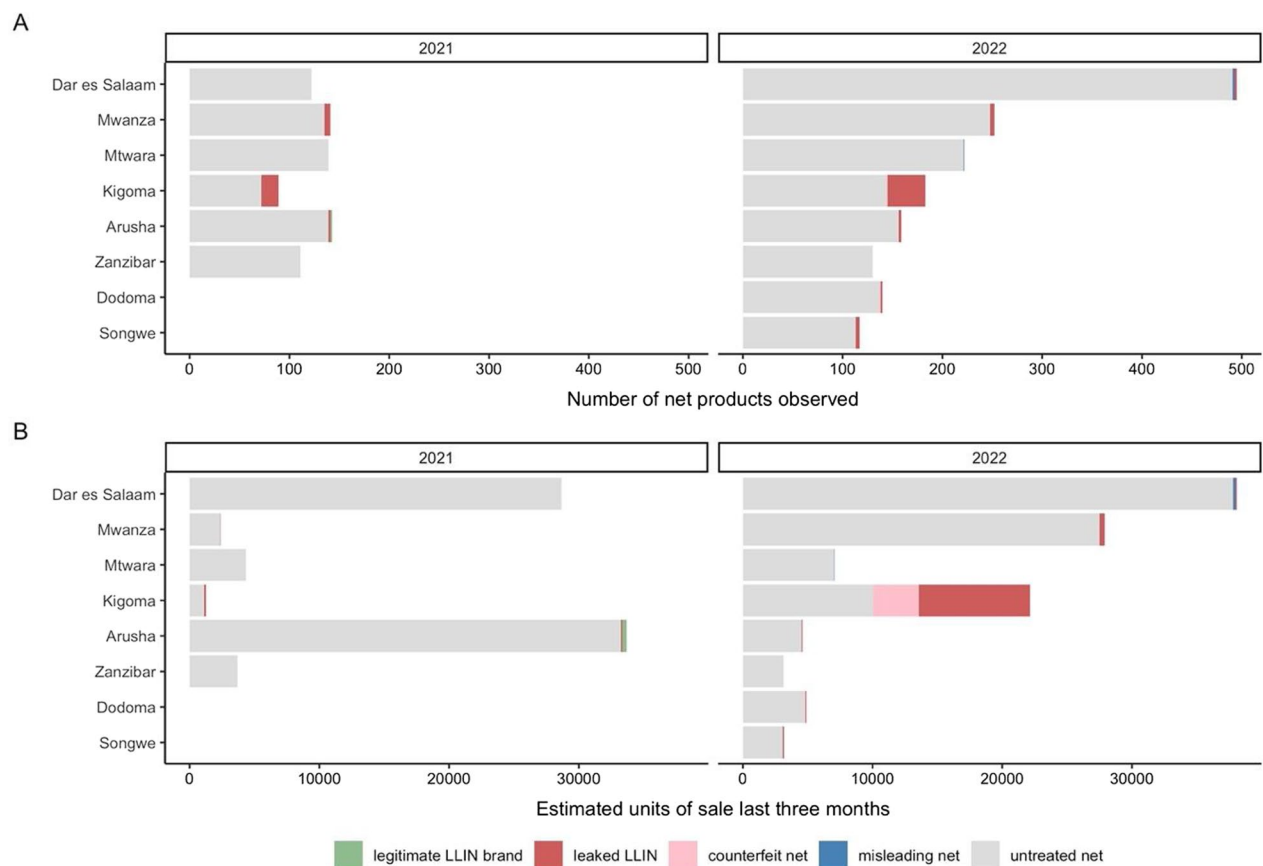 A
2021 2022
Dar es Salaam
Mwanza
Mtwara
Kigoma
Arusha
Zanzibar
Dodoma
Songwe
0 100 200 300 400 500 0 100 200 300 400 500
Number of net products observed
B
2021 2022
Dar es Salaam
Mwanza
Mtwara
Kigoma
Arusha
Zanzibar
Dodoma
Songwe
0 10000 20000 30000 0 10000 20000 30000
Estimated units of sale last three months
legitimate LLIN brand leaked LLIN counterfeit net misleading net untreated net